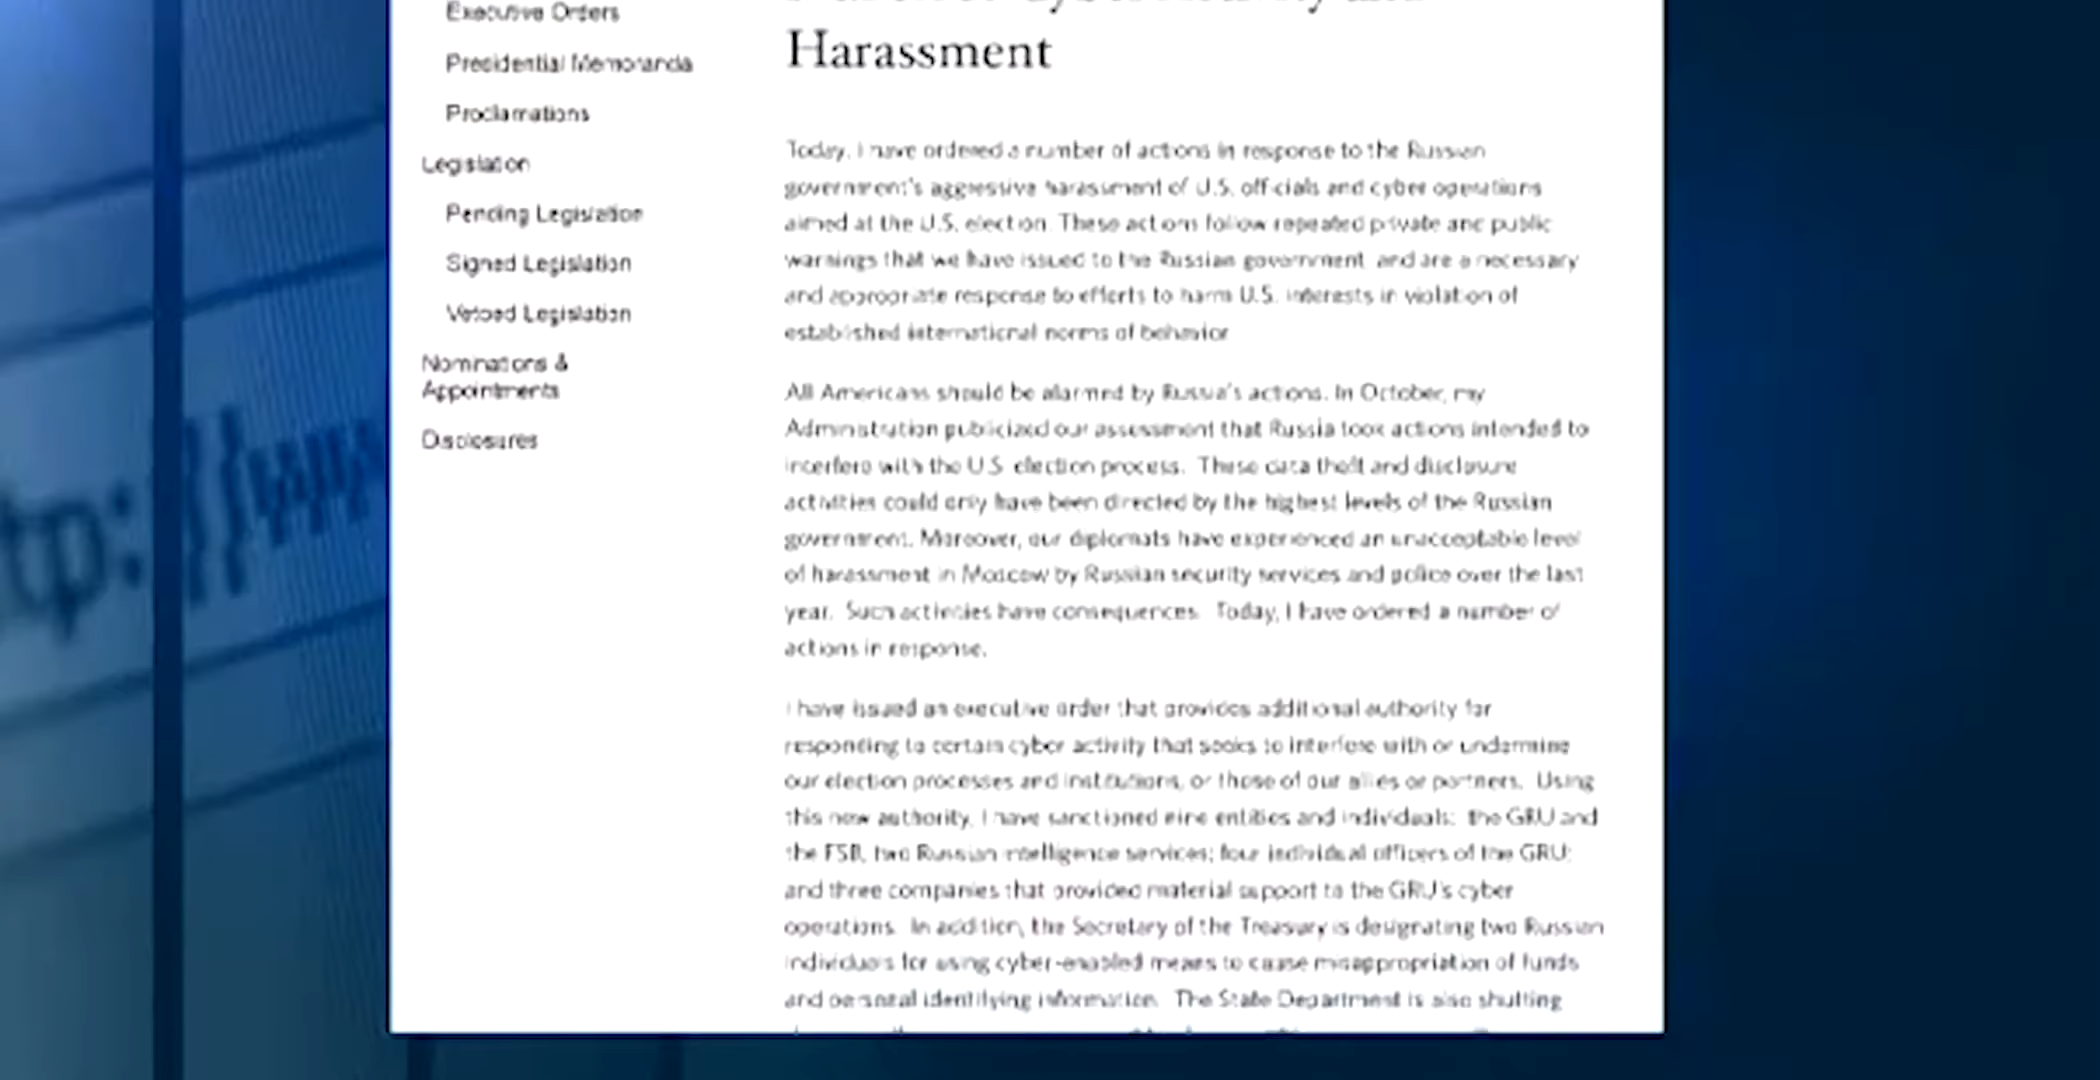 Executive Orders
Presidential Memoranda
Proclamations
Legislation
Pending Legislation
Signed Legislation
Vetoed Legislation
Nominations &
Appointments
Disclosures
tp://www
Harassment
Today, I have ordered a number of actions in response to the Russian
government's aggressive harassment of U.S. officials and cyber operations
aimed at the U.S. election. These actions follow repeated private and public
warnings that we have issued to the Russian government, and are a necessary
and appropriate response to efforts to harm U.S. interests in violation of
established international norms of behavior
All Americans should be alarmed by Russia's actions. In October, my
Administration publicized our assessment that Russia took actions intended to
interfere with the U.S. election process. These data theft and disclosure
activities could only have been directed by the highest levels of the Russian
government. Moreover, our diplomats have experienced an unacceptable level
of harassment in Moscow by Russian security services and police over the last
year. Such activities have consequences. Today, I have ordered a number of
actions in response.
I have issued an executive order that provides additional authority for
responding to certain cyber activity that seeks to interfere with or undermine
our election processes and institutions, or those of our allies or partners. Using
this new authority, I have sanctioned nine entities and individuals: the GRU and
the FSB, two Russian intelligence services; four individual officers of the GRU;
and three companies that provided material support to the GRU's cyber
operations. In addition, the Secretary of the Treasury is designating two Russian
individuals for using cyber-enabled means to cause misappropriation of funds
and personal identifying information. The State Department is also shutting